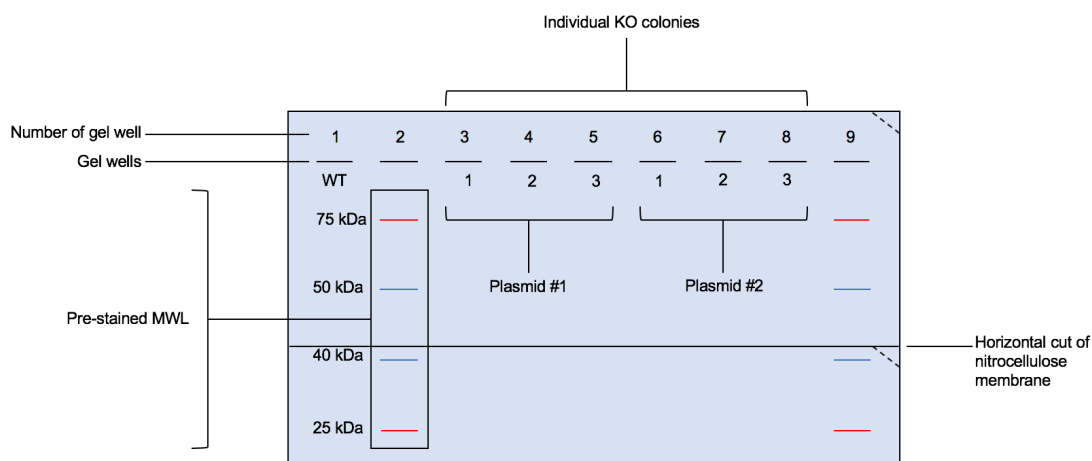 Individual KO colonies
Number of gel well
1 2 3 4 5 6 7 8 9
Gel wells
WT 1 2 3 1 2 3
75 kDa
50 kDa
Plasmid #1 Plasmid #2
Pre-stained MWL
40 kDa
Horizontal cut of
nitrocellulose
membrane
25 kDa